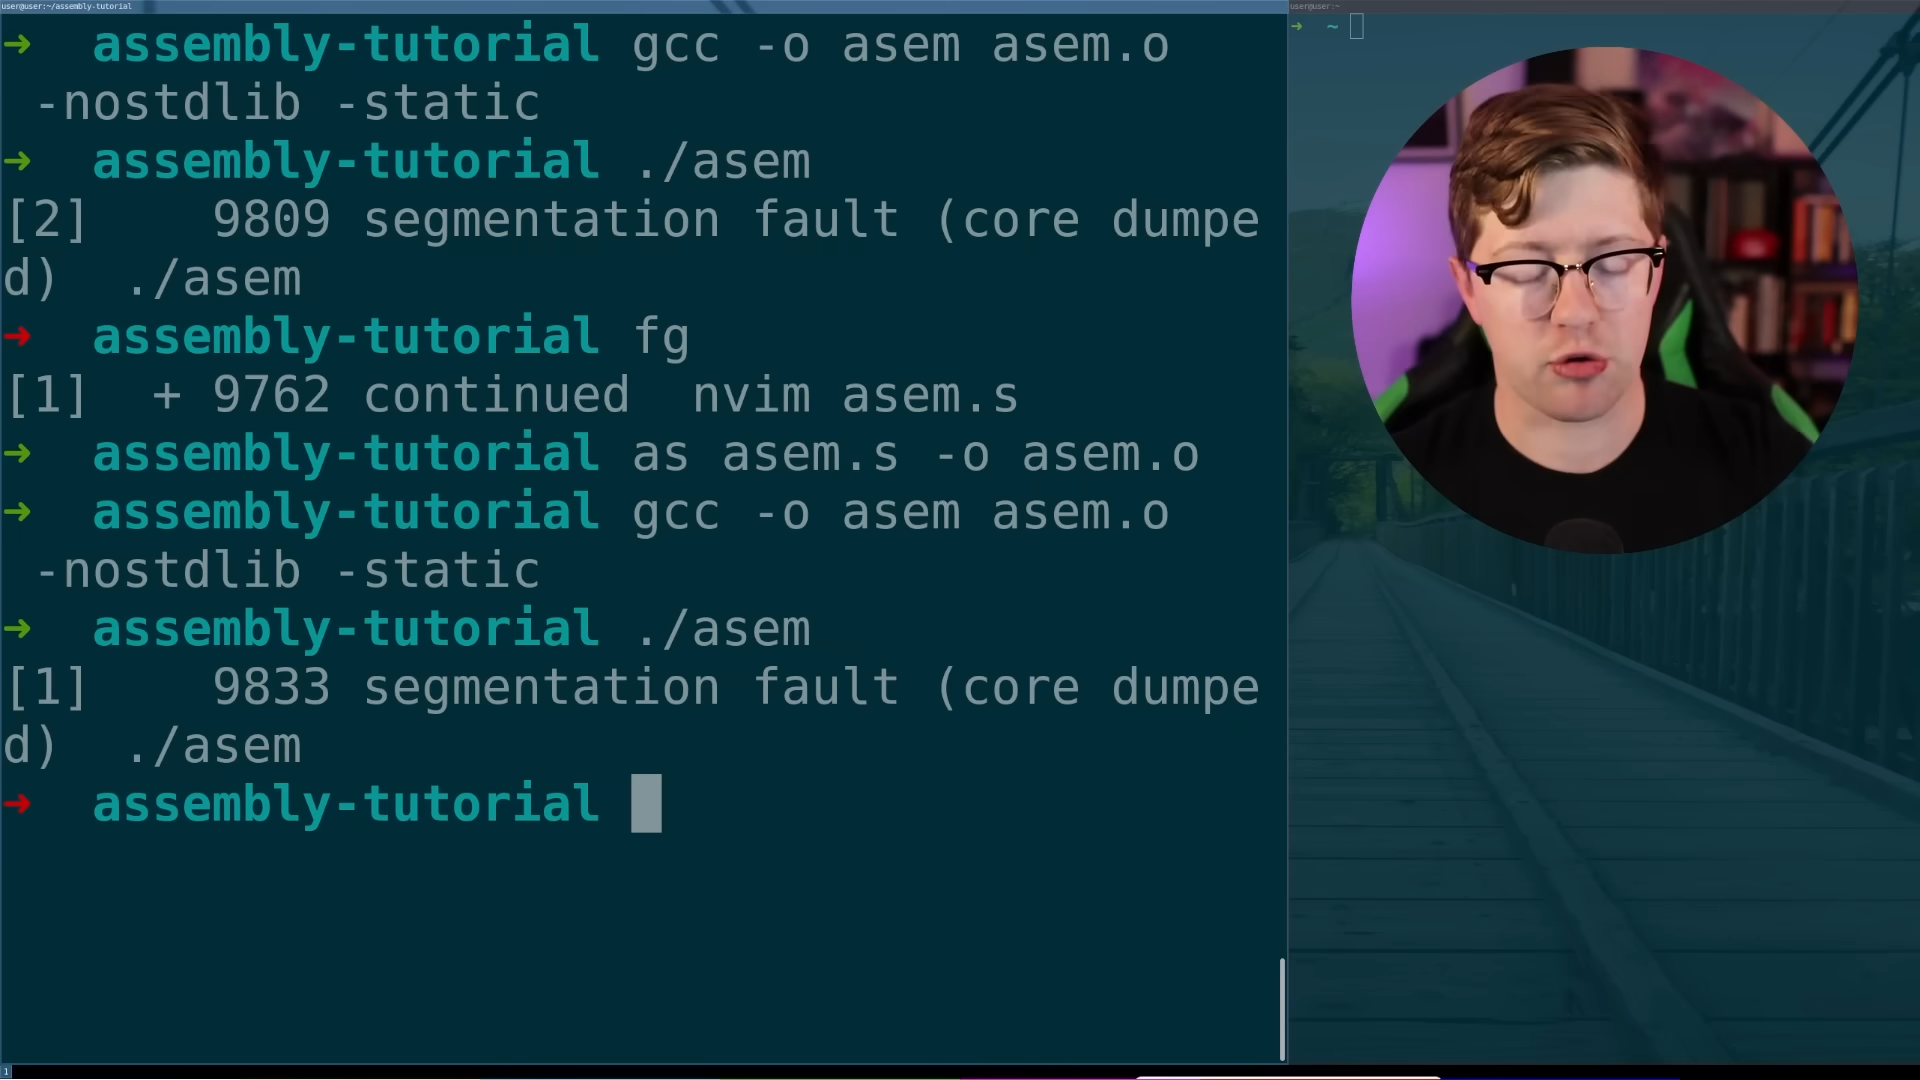 user@user:~/assembly-tutorial
→ assembly-tutorial gcc -o asem asem.o
-nostdlib -static
→ assembly-tutorial ./asem
[2] 9809 segmentation fault (core dumpe
d) ./asem
→ assembly-tutorial fg
[1] + 9762 continued nvim asem.s
→ assembly-tutorial as asem.s -o asem.o
→ assembly-tutorial gcc -o asem asem.o
-nostdlib -static
→ assembly-tutorial ./asem
[1] 9833 segmentation fault (core dumpe
d) ./asem
→ assembly-tutorial
1
user@user:~
→ ~